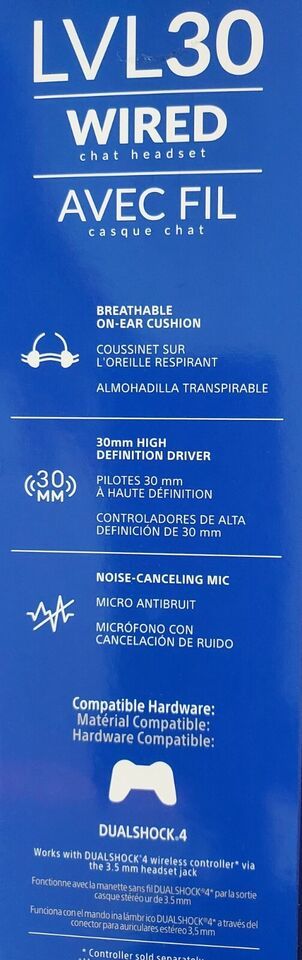 LVL30
WIRED
chat headset
AVEC FIL
casque chat
BREATHABLE
ON-EAR CUSHION
COUSSINET SUR
L'OREILLE RESPIRANT
ALMOHADILLA TRANSPIRABLE
30
MM
30mm HIGH
DEFINITION DRIVER
PILOTES 30 mm
À HAUTE DÉFINITION
CONTROLADORES DE ALTA
DEFINICIÓN DE 30 mm
NOISE-CANCELING MIC
MICRO ANTIBRUIT
MICRÓFONO CON
CANCELACIÓN DE RUIDO
Compatible Hardware:
Matérial Compatible:
Hardware Compatible:
DUALSHOCK®4
Works with DUALSHOCK®4 wireless controller* via
the 3.5 mm headset jack
Fonctionne avec la manette sans fil DUALSHOCK®4* par la sortie
casque stéréo ur de 3.5 mm
Funciona con el mando inalámbrico DUALSHOCK®4* a través del
conector para auriculares estéreo 3,5 mm
* Controller sold separately